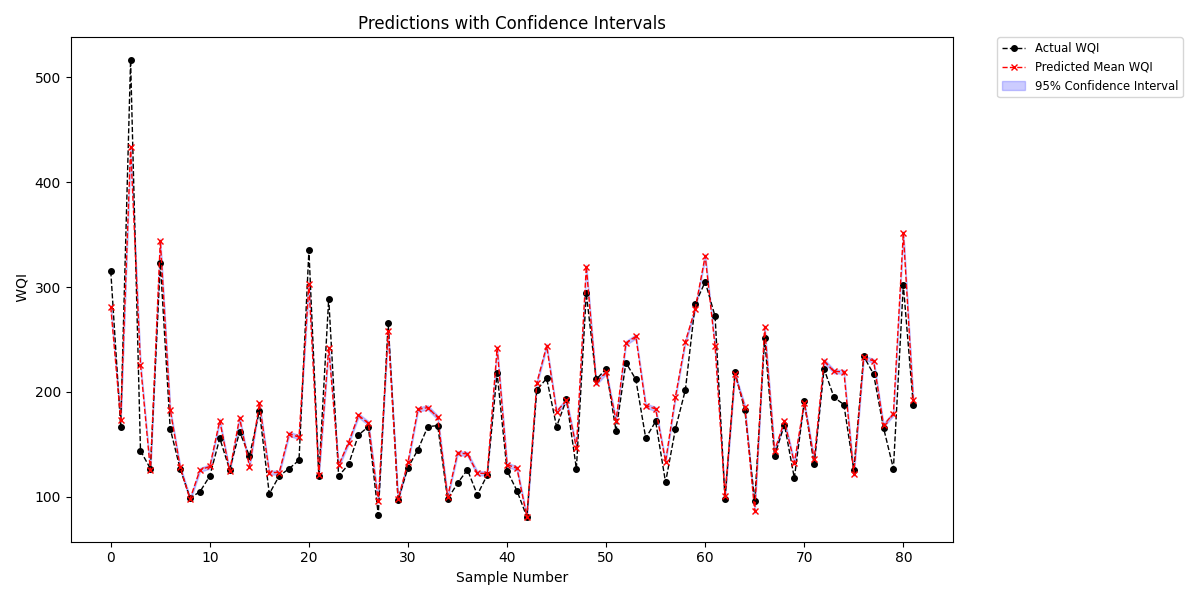 Predictions with Confidence Intervals
Actual WQI
Predicted Mean WQI
95% Confidence Interval
WQI
500
400
300
200
100
0 10 20 30 40 50 60 70 80
Sample Number